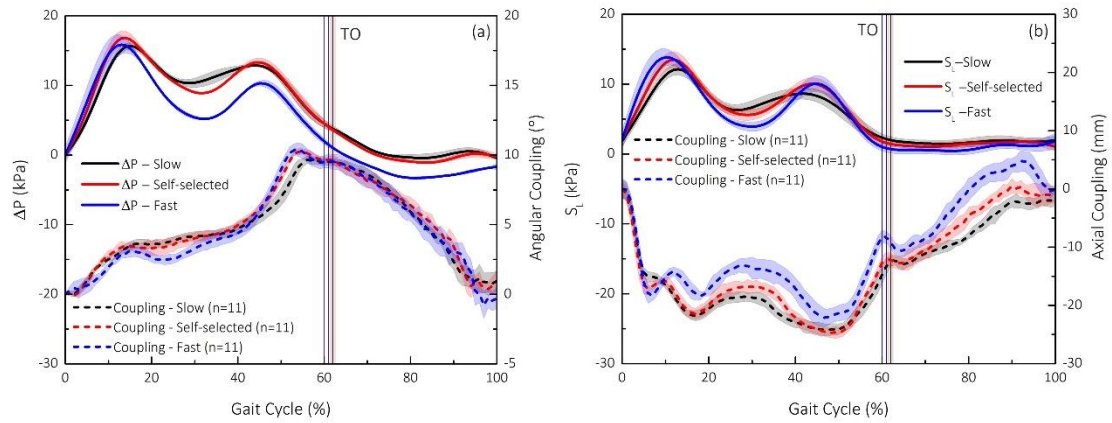 20
10
0
-10
-20
-30
ΔP (kPa)
0
20
40
60
80
100
Gait Cycle (%)
20
15
10
5
0
-5
Angular Coupling (°)
TO
(a)
ΔP – Slow
ΔP – Self-selected
ΔP – Fast
Coupling - Slow (n=11)
Coupling - Self-selected (n=11)
Coupling - Fast (n=11)
20
10
0
-10
-20
-30
S_L (kPa)
0
20
40
60
80
100
Gait Cycle (%)
30
20
10
0
-10
-20
-30
Axial Coupling (mm)
TO
(b)
S_L–Slow
S_L–Self-selected
S_L–Fast
Coupling - Slow (n=11)
Coupling - Self-selected (n=11)
Coupling - Fast (n=11)